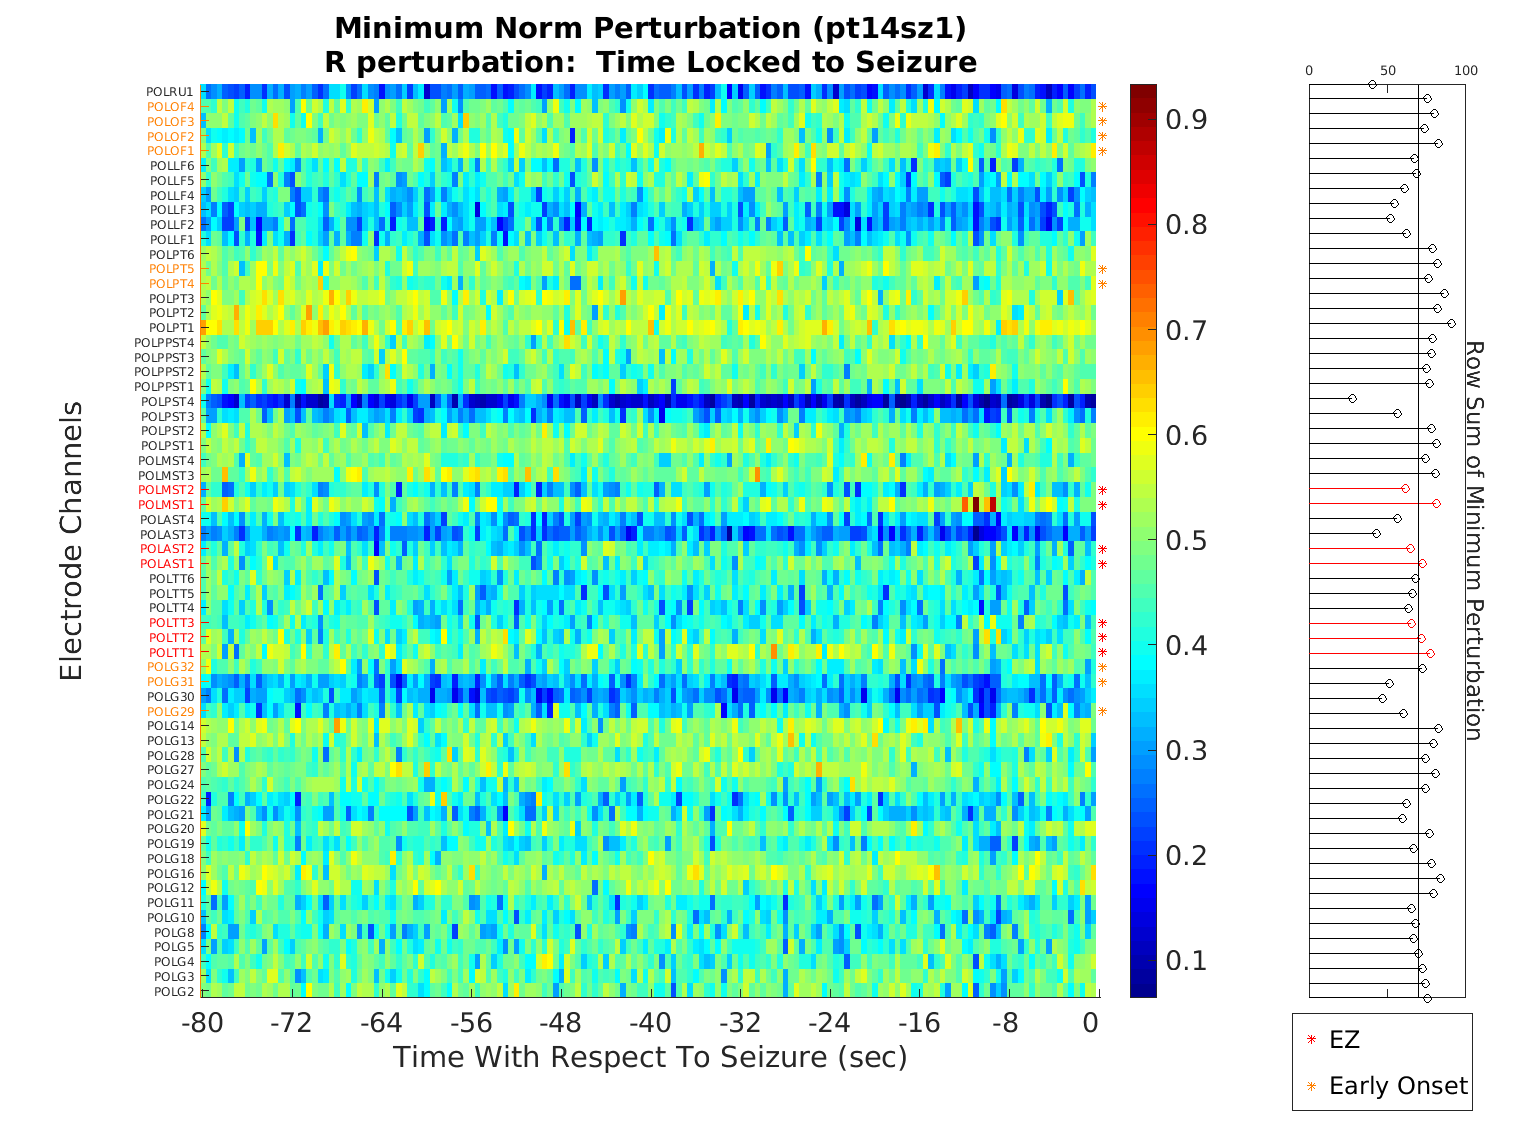 Minimum Norm Perturbation (pt14sz1)
R perturbation:  Time Locked to Seizure
Electrode Channels
POLRU1
POLOF4
POLOF3
POLOF2
POLOF1
POLLF6
POLLF5
POLLF4
POLLF3
POLLF2
POLLF1
POLPT6
POLPT5
POLPT4
POLPT3
POLPT2
POLPT1
POLPPST4
POLPPST3
POLPPST2
POLPPST1
POLPST4
POLPST3
POLPST2
POLPST1
POLMST4
POLMST3
POLMST2
POLMST1
POLAST4
POLAST3
POLAST2
POLAST1
POLTT6
POLTT5
POLTT4
POLTT3
POLTT2
POLTT1
POLG32
POLG31
POLG30
POLG29
POLG14
POLG13
POLG28
POLG27
POLG24
POLG22
POLG21
POLG20
POLG19
POLG18
POLG16
POLG12
POLG11
POLG10
POLG8
POLG5
POLG4
POLG3
POLG2
-80 -72 -64 -56 -48 -40 -32 -24 -16 -8 0
Time With Respect To Seizure (sec)
0.9
0.8
0.7
0.6
0.5
0.4
0.3
0.2
0.1
0 50 100
Row Sum of Minimum Perturbation
EZ
Early Onset